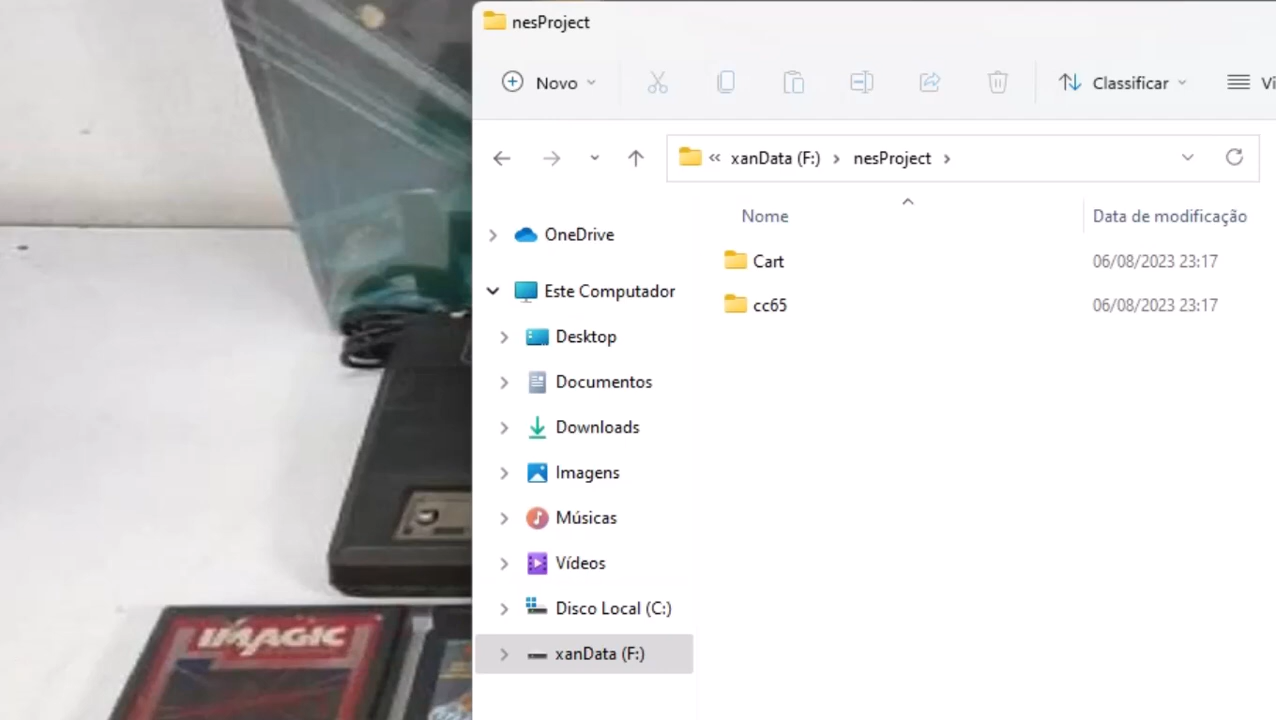 nesProject
Novo
Classificar
Vi
xanData (F:) nesProject
Nome
Data de modificação
OneDrive
Cart
06/08/2023 23:17
Este Computador
cc65
06/08/2023 23:17
Desktop
Documentos
Downloads
Imagens
Músicas
Vídeos
Disco Local (C:)
xanData (F:)
IMAGIC